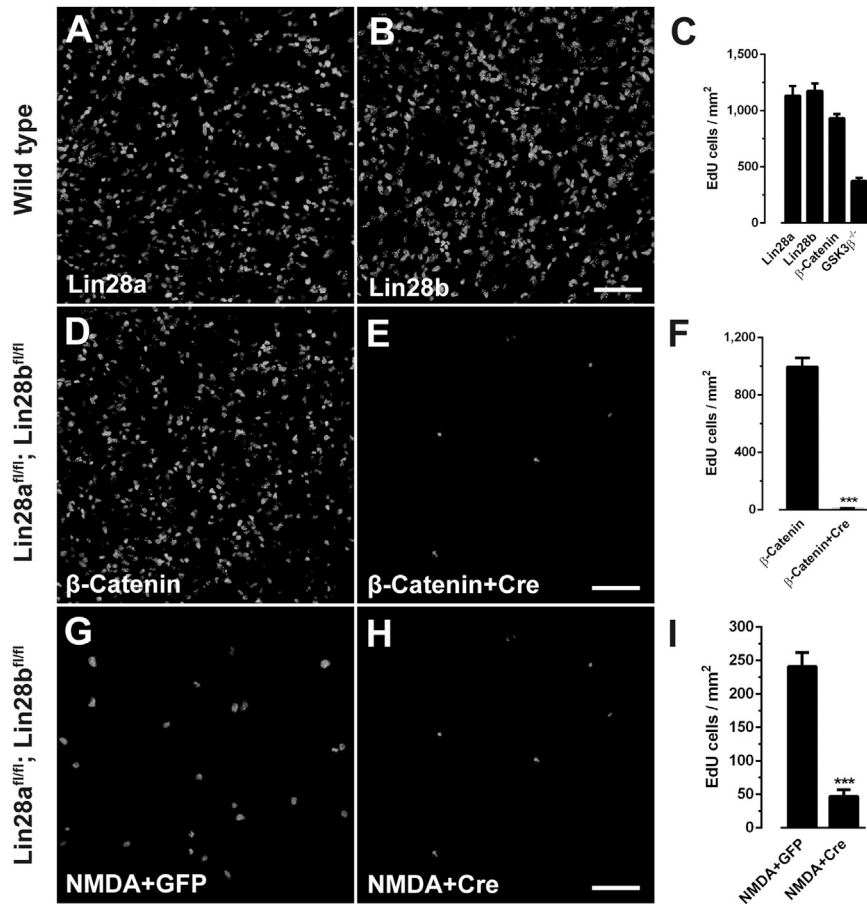 Wild type
A
Lin28a
B
Lin28b
C
EdU cells / mm²
1,500
1,000
500
0
Lin28a
Lin28b
β-Catenin
GSK3β⁻/⁻
Lin28a^fl/fl; Lin28b^fl/fl
D
β-Catenin
E
β-Catenin+Cre
F
EdU cells / mm²
1,200
800
400
0
***
β-Catenin
β-Catenin+Cre
Lin28a^fl/fl; Lin28b^fl/fl
G
NMDA+GFP
H
NMDA+Cre
I
EdU cells / mm²
300
250
200
150
100
50
0
***
NMDA+GFP
NMDA+Cre